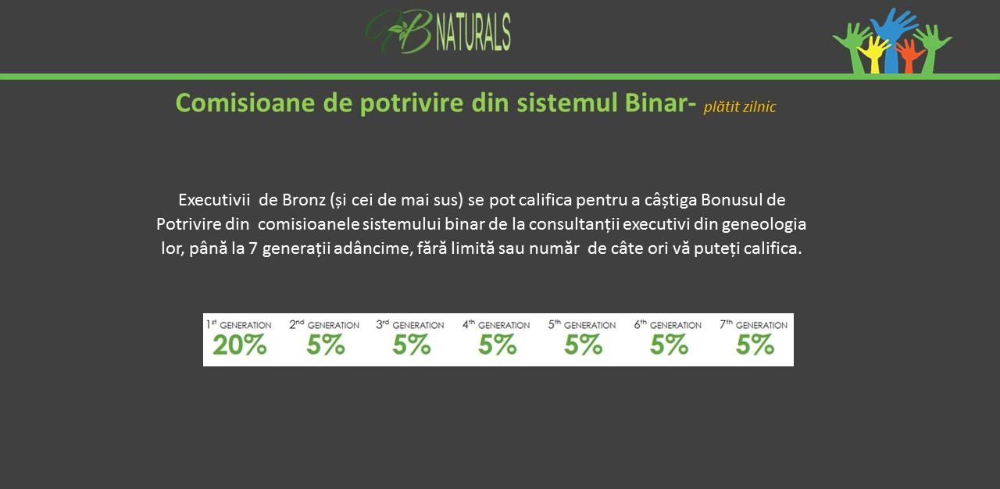 HB NATURALS
Comisioane de potrivire din sistemul Binar- plătit zilnic
Executivii de Bronz (și cei de mai sus) se pot califica pentru a câștiga Bonusul de
Potrivire din comisioanele sistemului binar de la consultanții executivi din geneologia
lor, până la 7 generații adâncime, fără limită sau număr de câte ori vă puteți califica.
1st GENERATION 2nd GENERATION 3rd GENERATION 4th GENERATION 5th GENERATION 6th GENERATION 7th GENERATION
20% 5% 5% 5% 5% 5% 5%